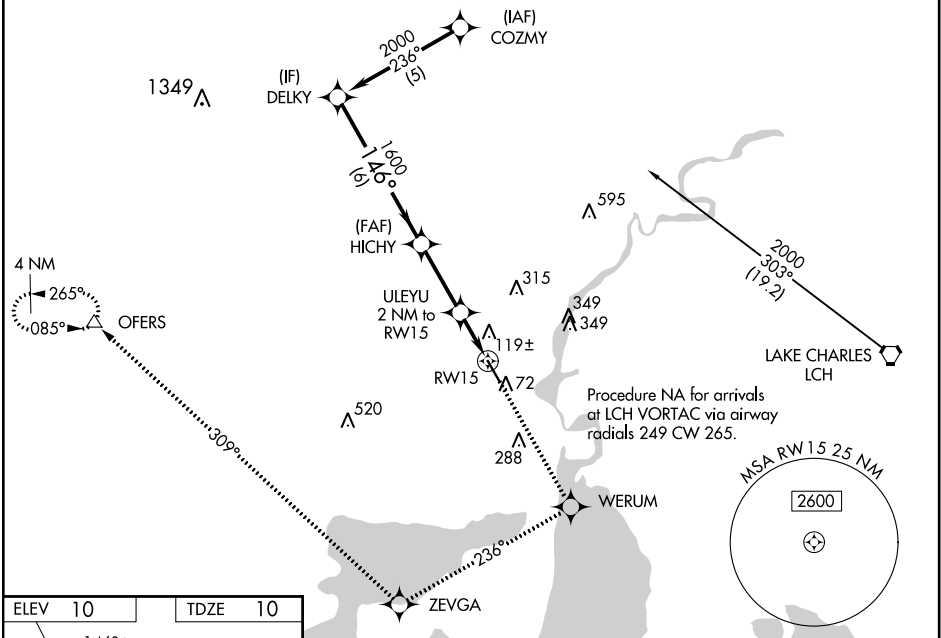 (IAF)
COZMY
2000
236°
(5)
(IF)
DELKY
1349
1600
146°
(6)
595
(FAF)
HICHY
2000
303°
(19.2)
4 NM
265°
085°
OFERS
315
ULEYU
2 NM to
RW15
349
349
119±
LAKE CHARLES
LCH
RW15
72
Procedure NA for arrivals
at LCH VORTAC via airway
radials 249 CW 265.
520
309°
288
MSA RW15 25 NM
2600
WERUM
236°
ZEVGA
ELEV 10
TDZE 10